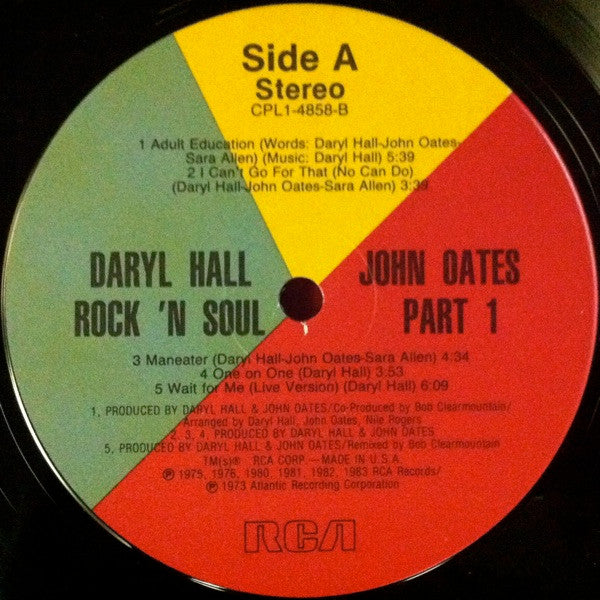 Side A
Stereo
CPL1-4858-B
1 Adult Education (Words: Daryl Hall-John Oates-
Sara Allen) (Music: Daryl Hall) 5:39
2 I Can't Go For That (No Can Do)
(Daryl Hall-John Oates-Sara Allen) 3:39
DARYL HALL JOHN OATES
ROCK 'N SOUL PART 1
3 Maneater (Daryl Hall-John Oates-Sara Allen) 4:34
4 One on One (Daryl Hall) 3:53
5 Wait for Me (Live Version) (Daryl Hall) 6:09
1. PRODUCED BY DARYL HALL & JOHN OATES/Co-Produced by Bob Clearmountain/
Arranged by Daryl Hall, John Oates, Nile Rogers
2. 3, 4, PRODUCED BY DARYL HALL & JOHN OATES
5. PRODUCED BY DARYL HALL & JOHN OATES/Remixed by Bob Clearmountain
TM(s)® RCA CORP.—MADE IN U.S.A.
℗ 1975, 1976, 1980, 1981, 1982, 1983 RCA Records/
℗ 1973 Atlantic Recording Corporation
RCA